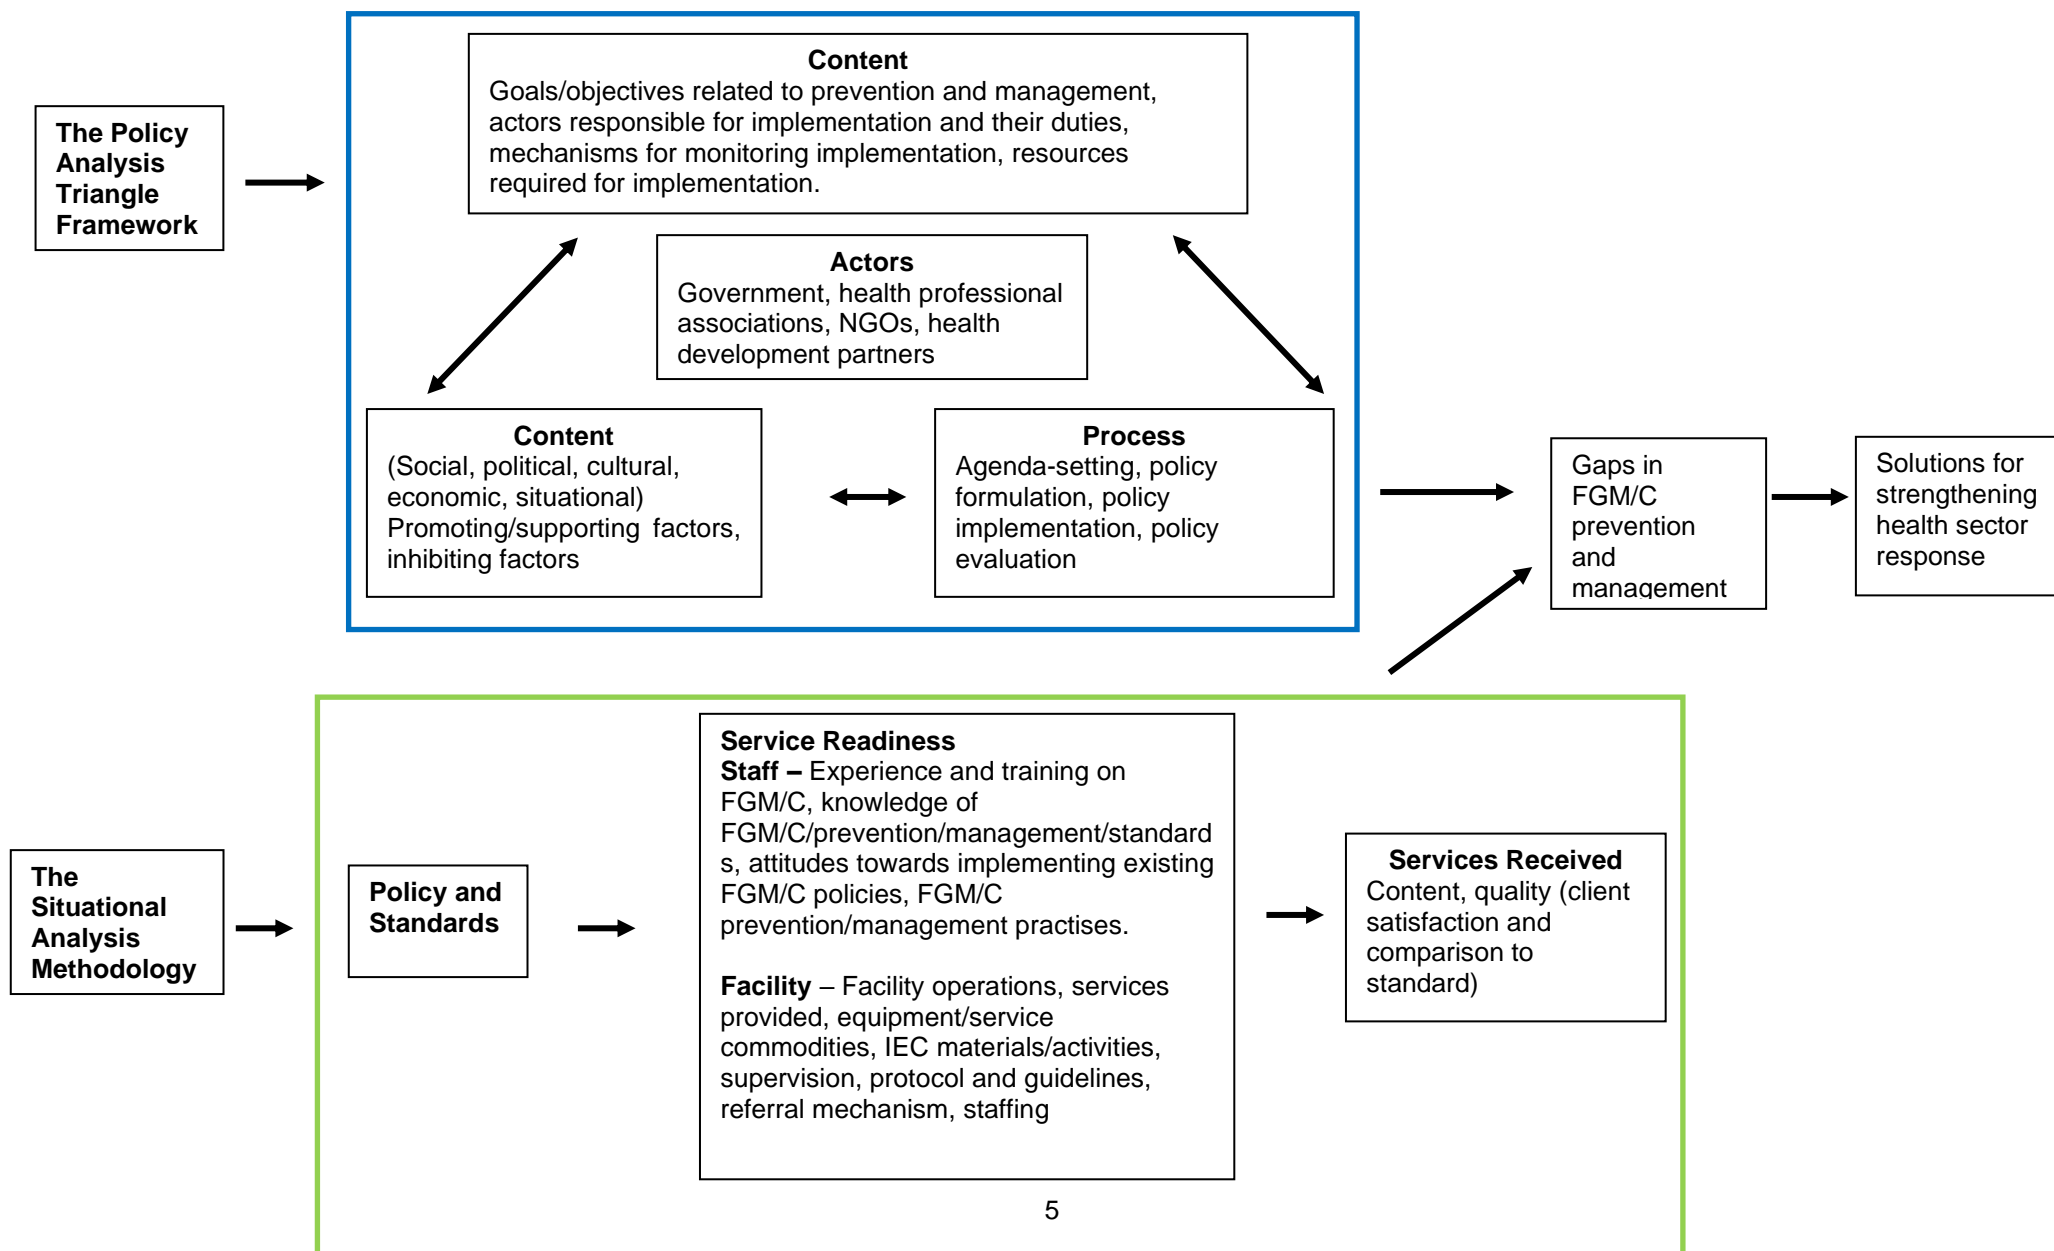 Content
Goals/objectives related to prevention and management,
actors responsible for implementation and their duties,
mechanisms for monitoring implementation, resources
required for implementation.
The Policy
Analysis
Triangle
Framework
Actors
Government, health professional
associations, NGOs, health
development partners
Content
(Social, political, cultural,
economic, situational)
Promoting/supporting factors,
inhibiting factors
Process
Agenda-setting, policy
formulation, policy
implementation, policy
evaluation
Gaps in
FGM/C
prevention
and
management
Solutions for
strengthening
health sector
response
The
Situational
Analysis
Methodology
Policy and
Standards
Service Readiness
Staff – Experience and training on
FGM/C, knowledge of
FGM/C/prevention/management/standard
s, attitudes towards implementing existing
FGM/C policies, FGM/C
prevention/management practises.
Facility – Facility operations, services
provided, equipment/service
commodities, IEC materials/activities,
supervision, protocol and guidelines,
referral mechanism, staffing
Services Received
Content, quality (client
satisfaction and
comparison to
standard)
5